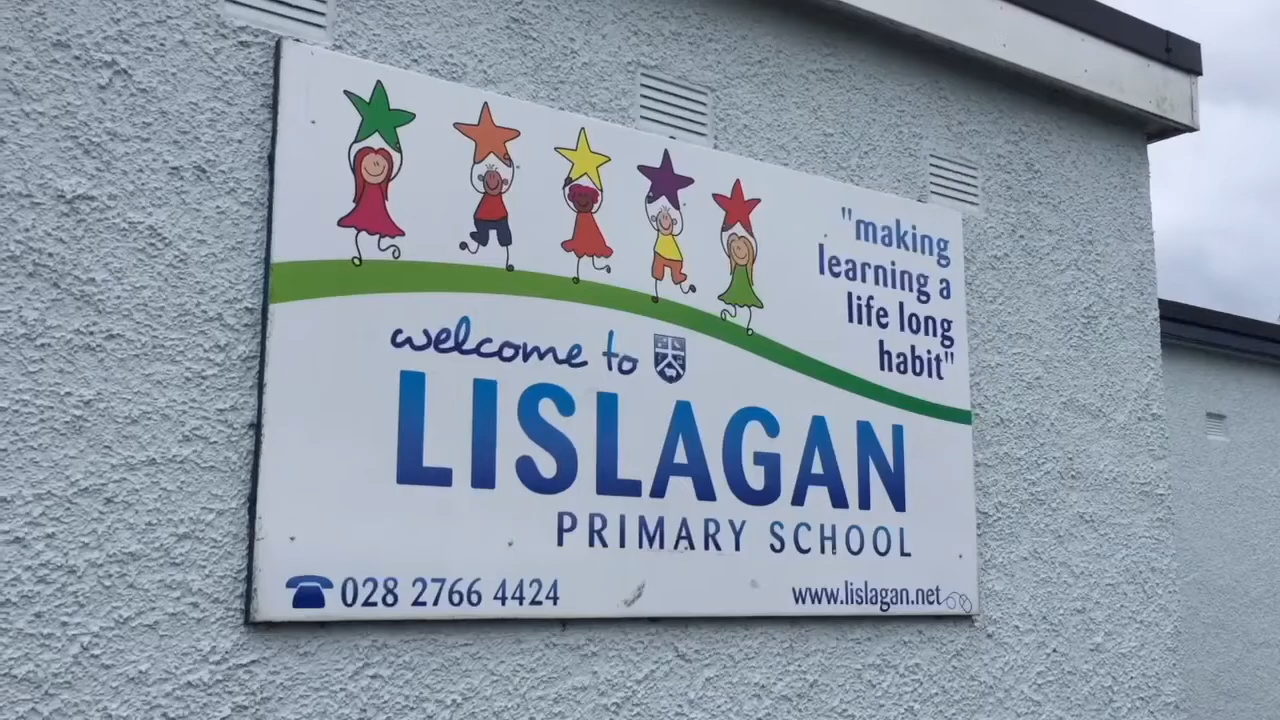 "making
learning a
life long
habit"
welcome to
LISLAGAN
PRIMARY SCHOOL
028 2766 4424
www.lislagan.net